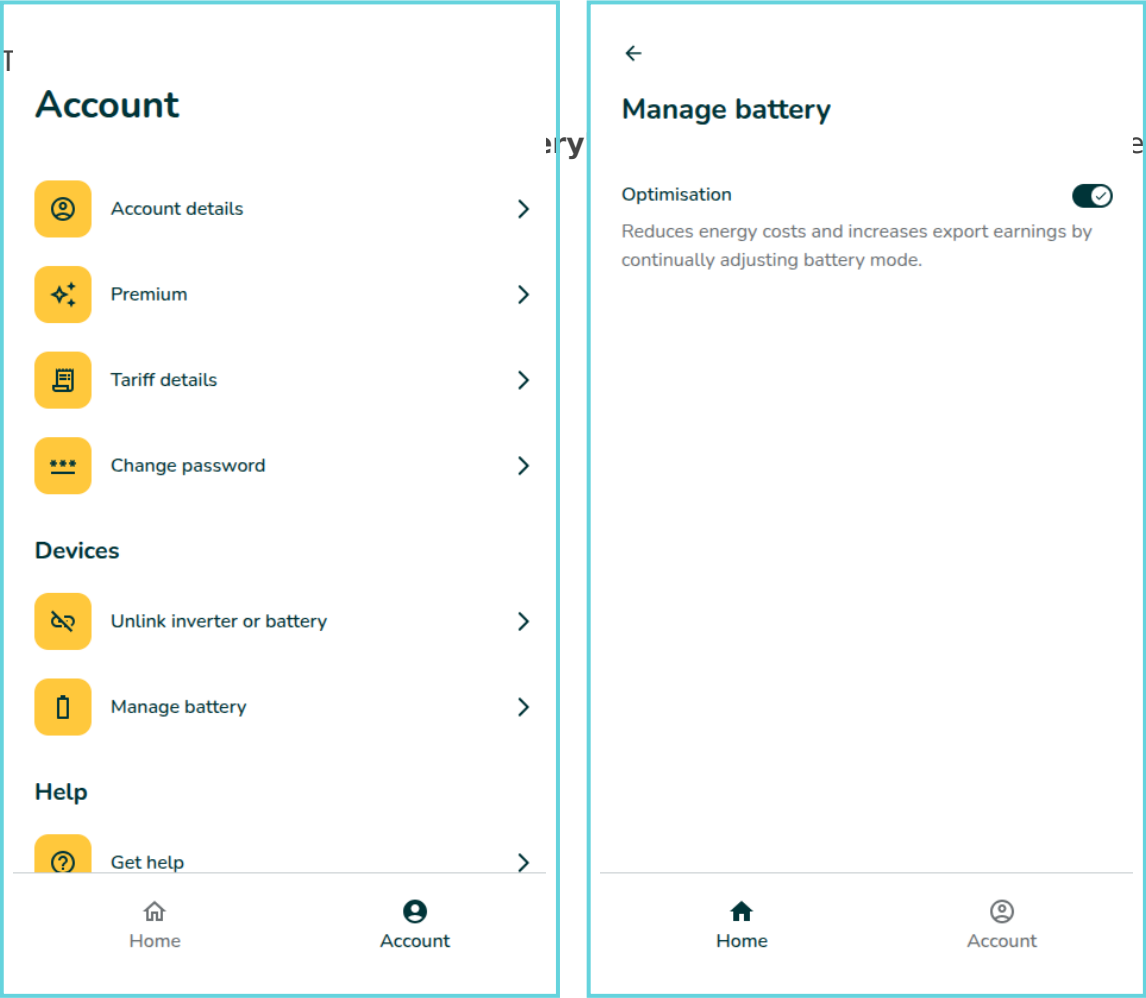 T
Account
Account details
Premium
Tariff details
Change password
Devices
Unlink inverter or battery
Manage battery
Help
Get help
Home
Account
ery
Manage battery
Optimisation
Reduces energy costs and increases export earnings by
continually adjusting battery mode.
Home
Account
e